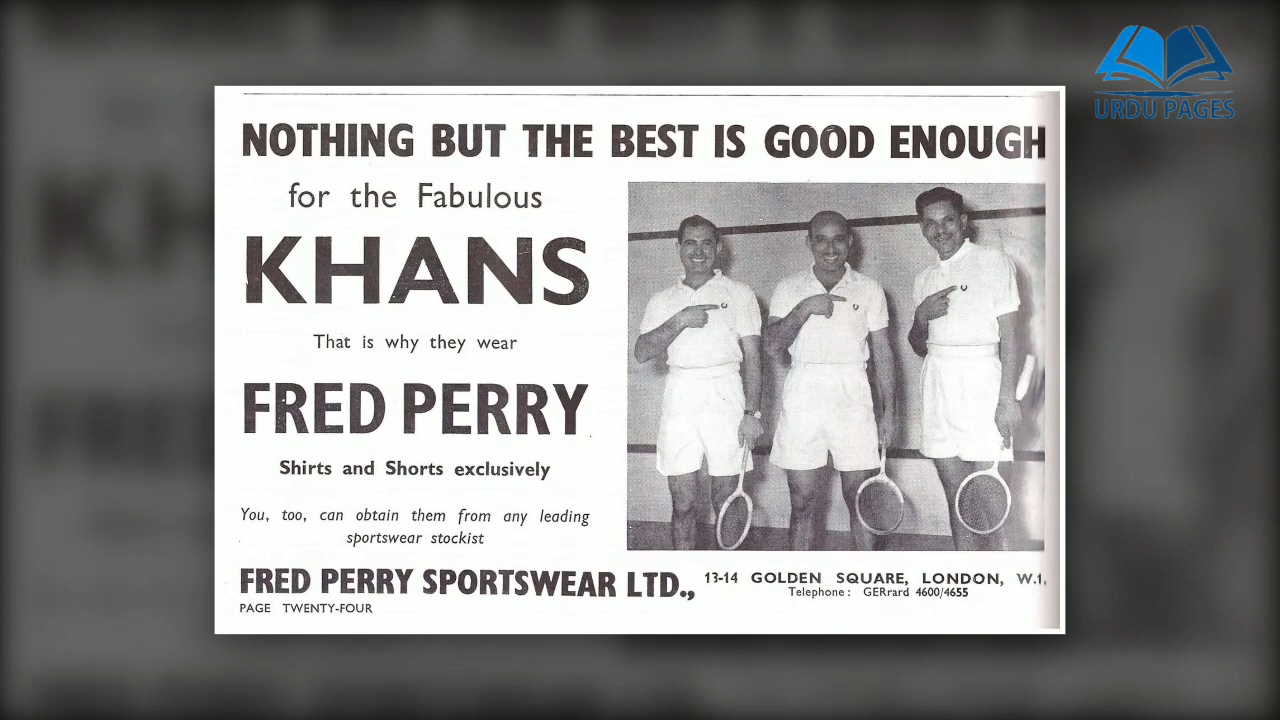 URDU PAGES
NOTHING BUT THE BEST IS GOOD ENOUGH
for the Fabulous
KHANS
That is why they wear
FRED PERRY
Shirts and Shorts exclusively
You, too, can obtain them from any leading
sportswear stockist
FRED PERRY SPORTSWEAR LTD., 13-14 GOLDEN SQUARE, LONDON, W.1.
Telephone: GERrard 4600/4655
PAGE TWENTY-FOUR